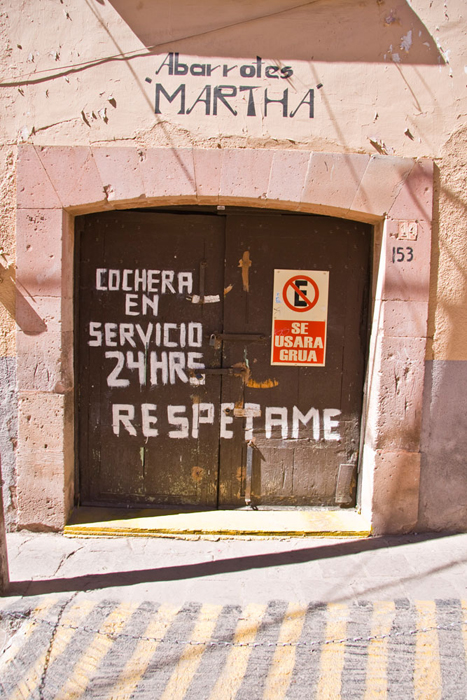 Abarrotes
"MARTHA"
153
COCHERA
EN
SERVICIO
24HRS
RESPETAME
E
SE
USARA
GRUA